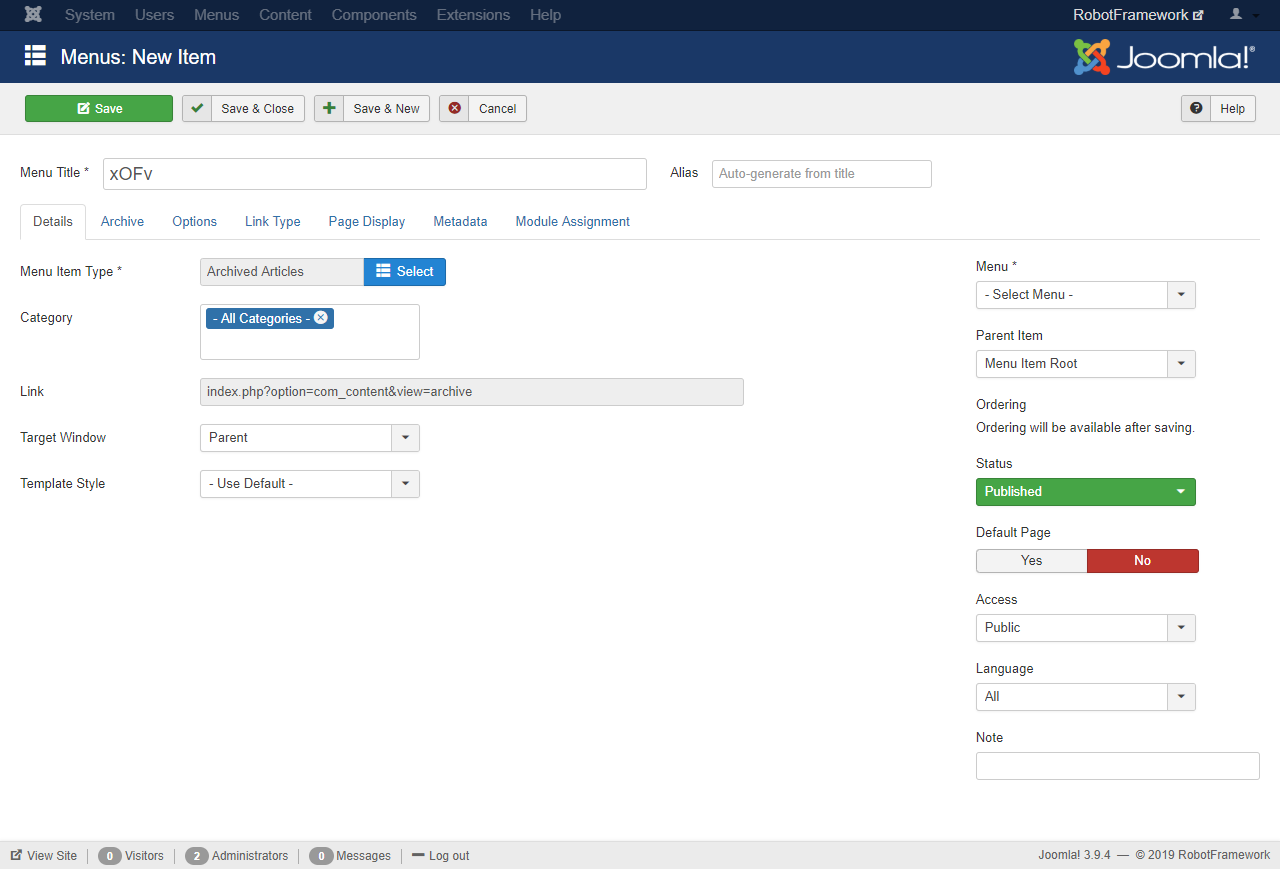 System Users Menus Content Components Extensions Help RobotFramework
Menus: New Item Joomla!®
Save Save & Close Save & New Cancel Help
Menu Title * xOFv Alias Auto-generate from title
Details Archive Options Link Type Page Display Metadata Module Assignment
Menu Item Type * Archived Articles Select
Category - All Categories -
Link index.php?option=com_content&view=archive
Target Window Parent
Template Style - Use Default -
Menu *
- Select Menu -
Parent Item
Menu Item Root
Ordering
Ordering will be available after saving.
Status
Published
Default Page
Yes No
Access
Public
Language
All
Note
View Site 0 Visitors 2 Administrators 0 Messages Log out Joomla! 3.9.4 — © 2019 RobotFramework